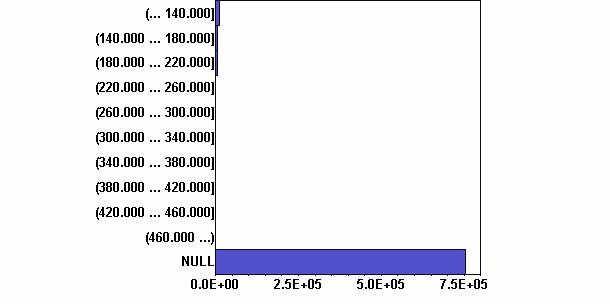 (... 140.000]
(140.000 ... 180.000]
(180.000 ... 220.000]
(220.000 ... 260.000]
(260.000 ... 300.000]
(300.000 ... 340.000]
(340.000 ... 380.000]
(380.000 ... 420.000]
(420.000 ... 460.000]
(460.000 ...)
NULL
0.0E+00 2.5E+05 5.0E+05 7.5E+05